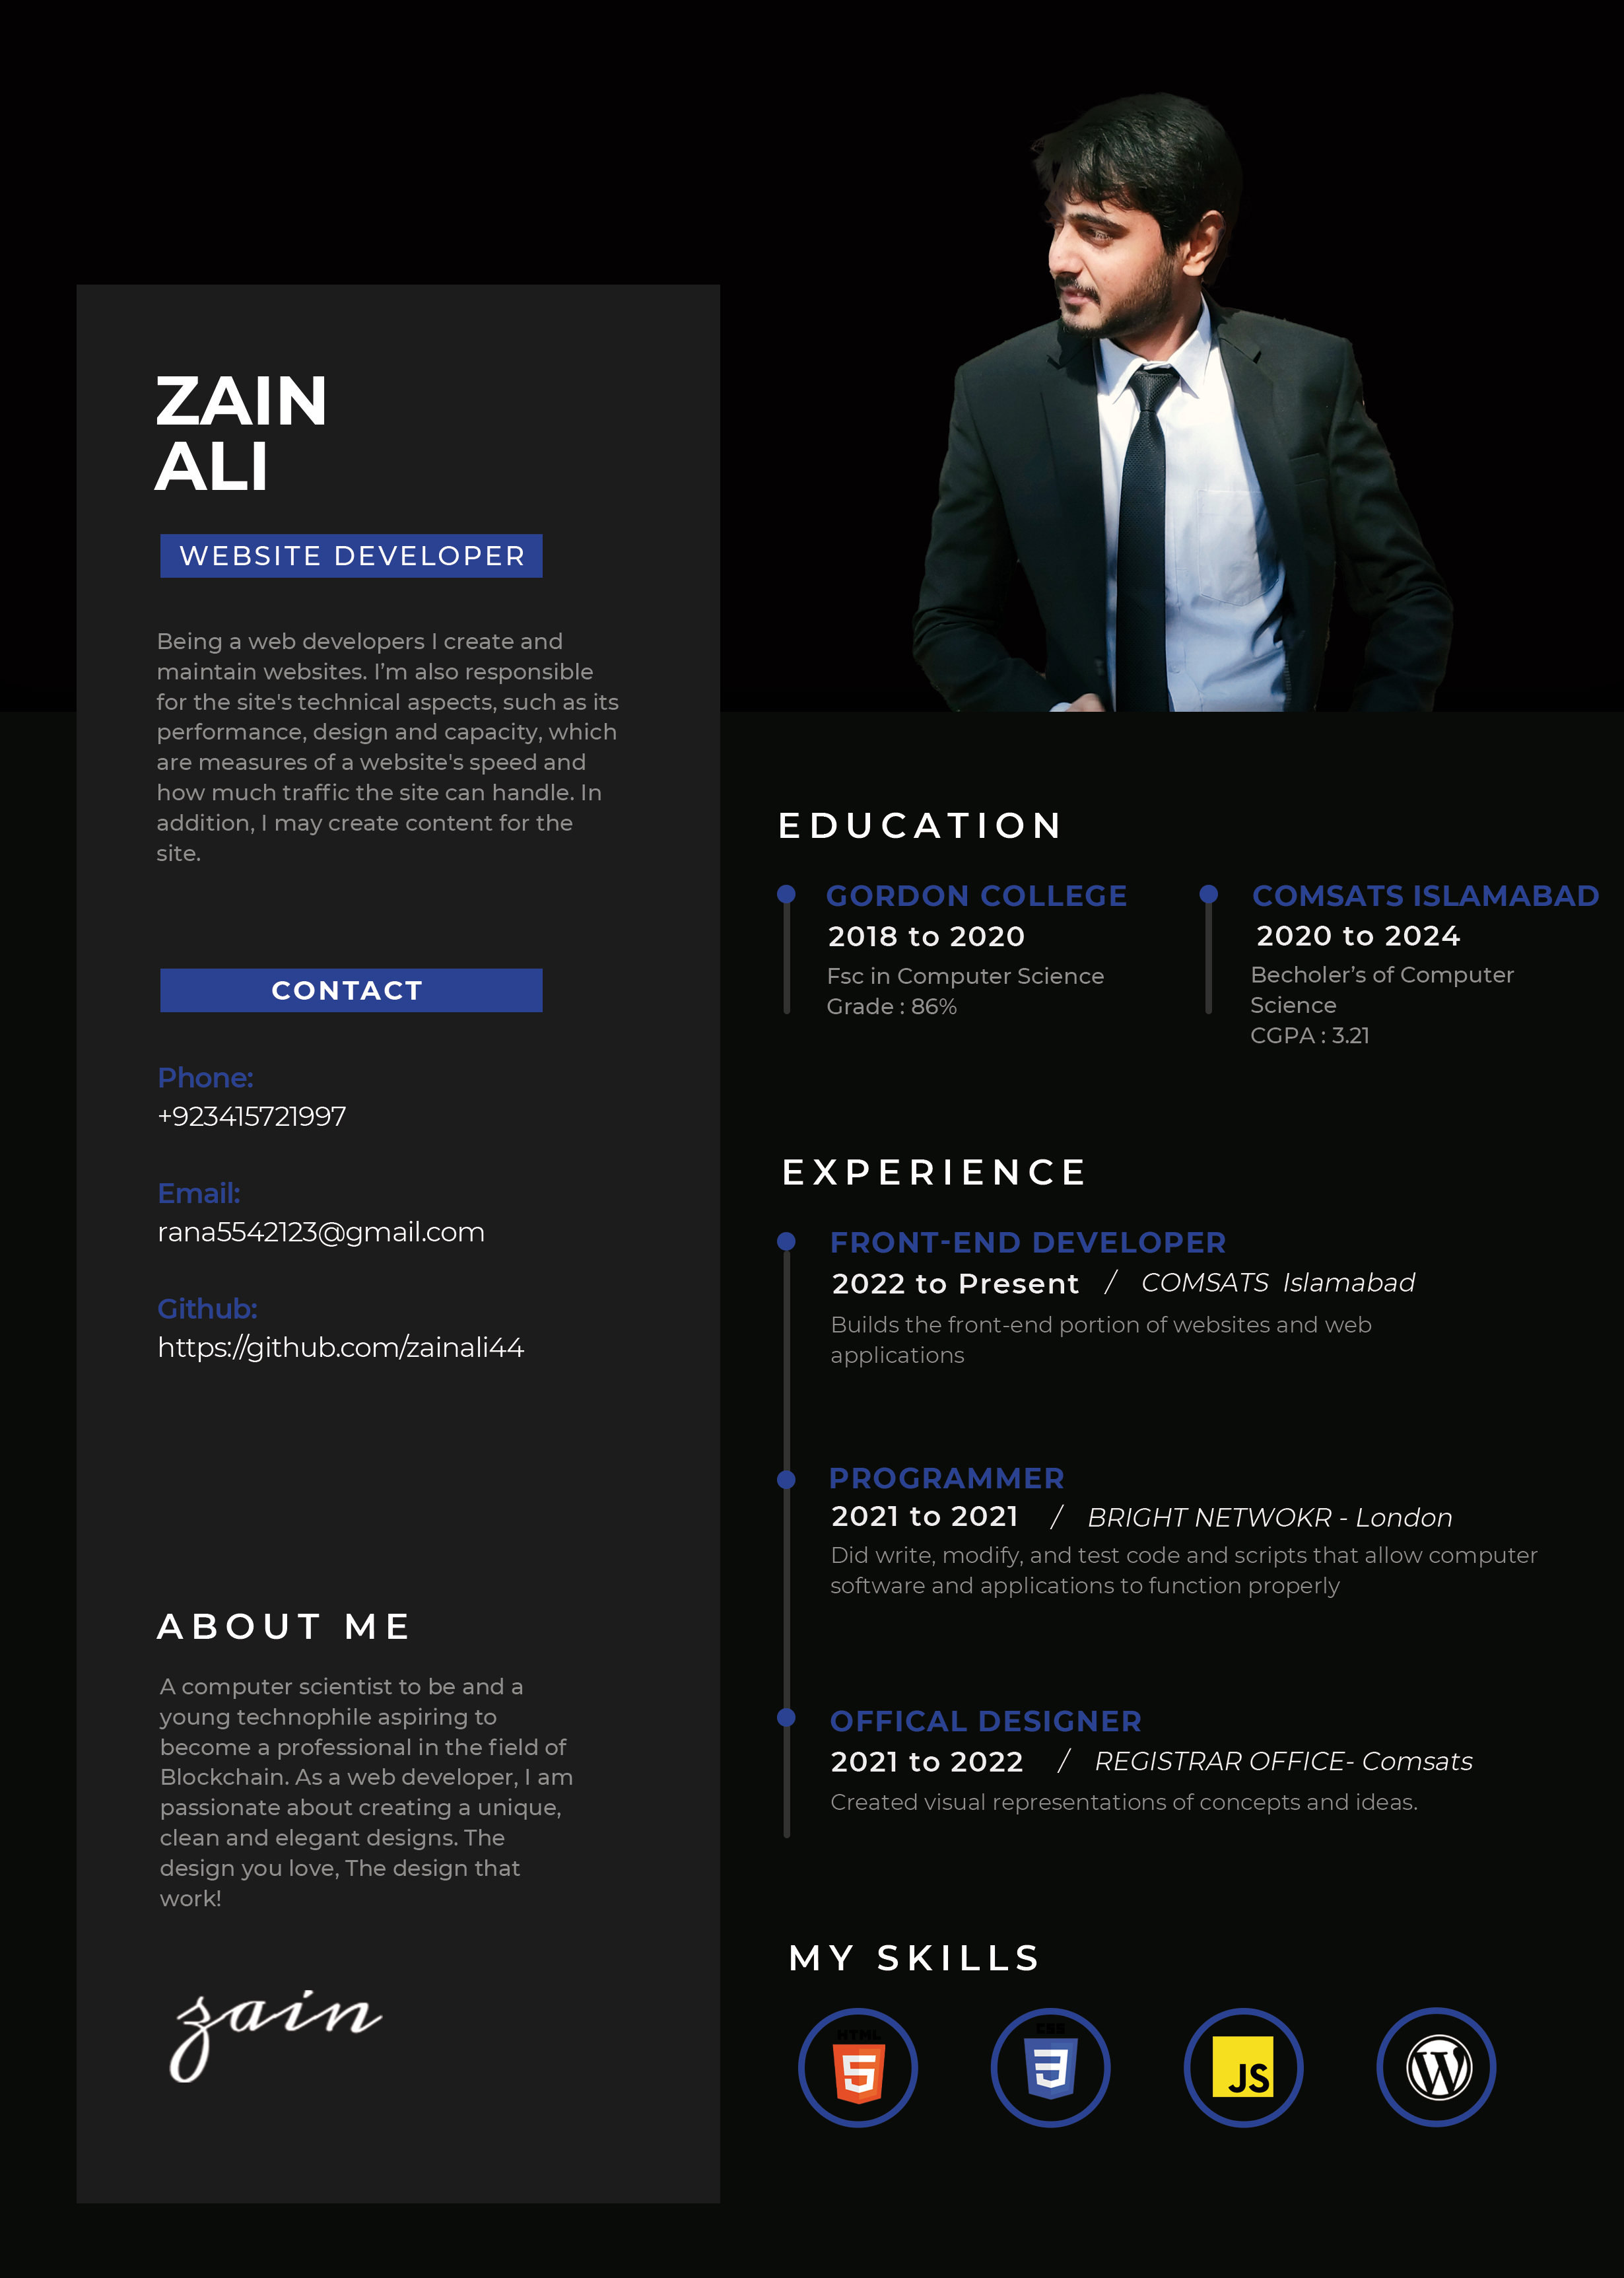 ZAIN
ALI
WEBSITE DEVELOPER
Being a web developers I create and
maintain websites. I’m also responsible
for the site's technical aspects, such as its
performance, design and capacity, which
are measures of a website's speed and
how much traffic the site can handle. In
addition, I may create content for the
site.
CONTACT
Phone:
+923415721997
Email:
rana5542123@gmail.com
Github:
https://github.com/zainali44
ABOUT ME
A computer scientist to be and a
young technophile aspiring to
become a professional in the field of
Blockchain. As a web developer, I am
passionate about creating a unique,
clean and elegant designs. The
design you love, The design that
work!
zain
EDUCATION
GORDON COLLEGE
2018 to 2020
Fsc in Computer Science
Grade : 86%
COMSATS ISLAMABAD
2020 to 2024
Becholer’s of Computer
Science
CGPA : 3.21
EXPERIENCE
FRONT-END DEVELOPER
2022 to Present / COMSATS Islamabad
Builds the front-end portion of websites and web
applications
PROGRAMMER
2021 to 2021 / BRIGHT NETWOKR - London
Did write, modify, and test code and scripts that allow computer
software and applications to function properly
OFFICAL DESIGNER
2021 to 2022 / REGISTRAR OFFICE- Comsats
Created visual representations of concepts and ideas.
MY SKILLS
HTML
5
CSS
3
JS
W